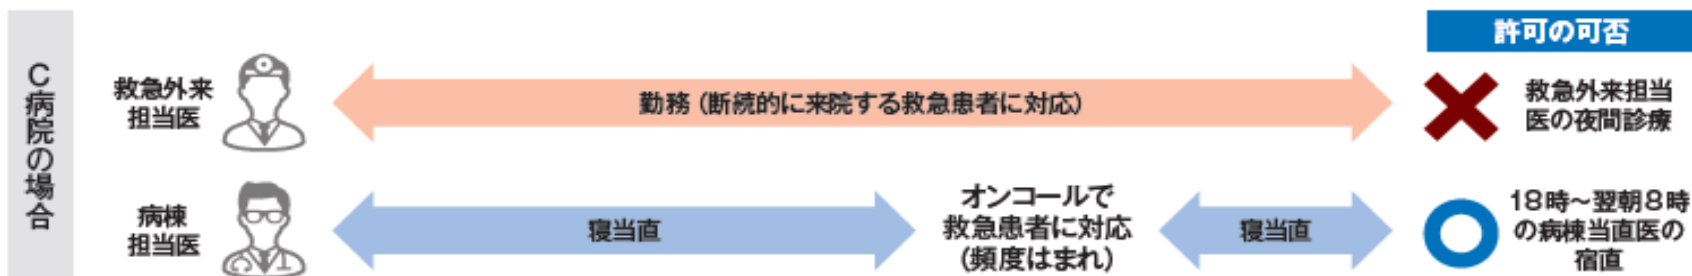 許可の可否
C病院の場合
救急外来
担当医
勤務（断続的に来院する救急患者に対応）
救急外来担当
医の夜間診療
病棟
担当医
寝当直
オンコールで
救急患者に対応
（頻度はまれ）
寝当直
18時～翌朝8時
の病棟当直医の
宿直